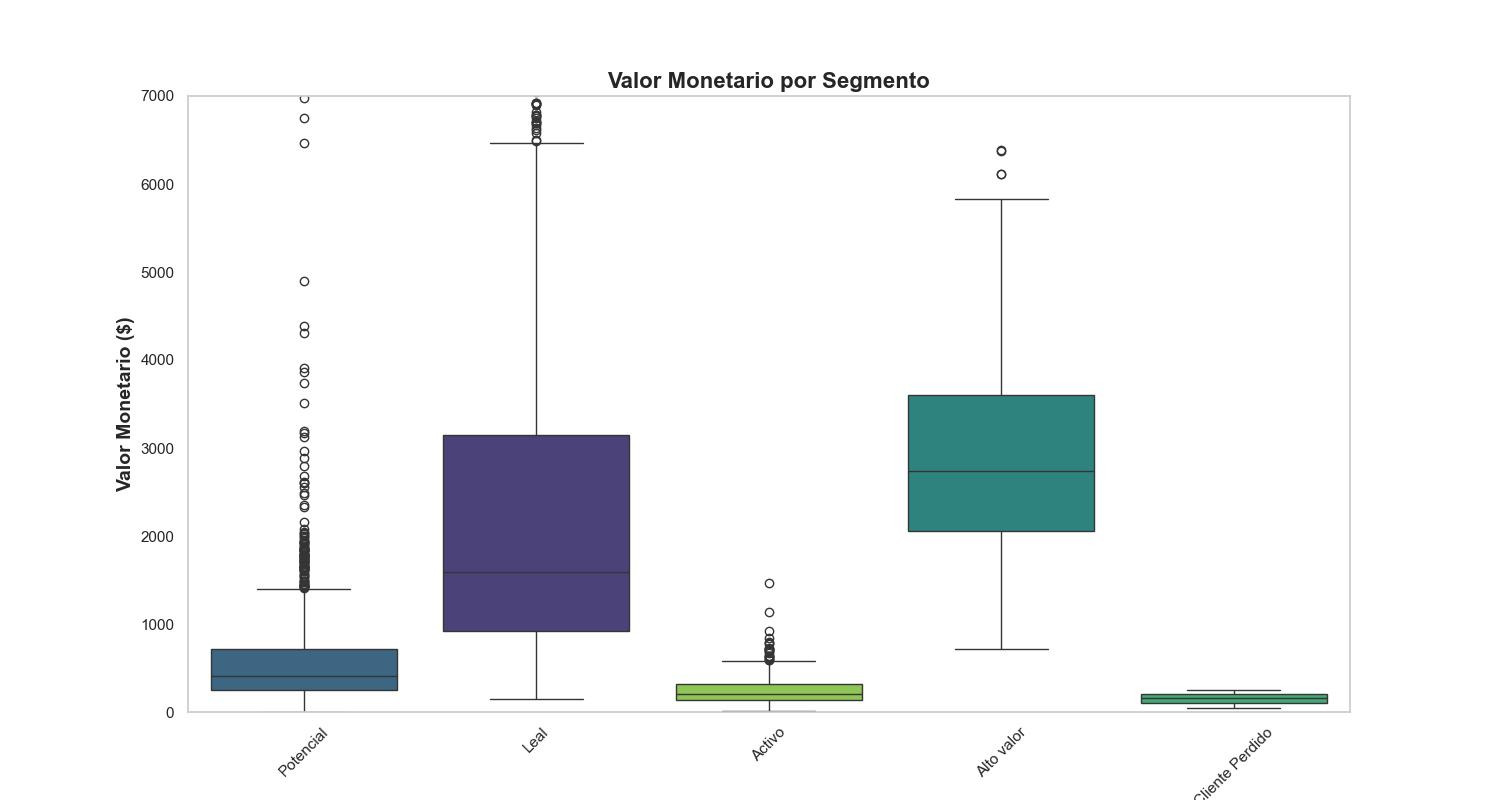 Valor Monetario por Segmento
Valor Monetario ($)
7000
6000
5000
4000
3000
2000
1000
0
Potencial
Leal
Activo
Alto valor
Cliente Perdido